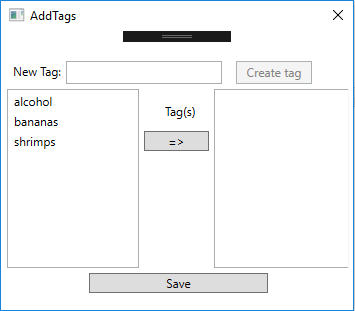 AddTags
New Tag:
Create tag
alcohol
bananas
shrimps
Tag(s)
=>
Save